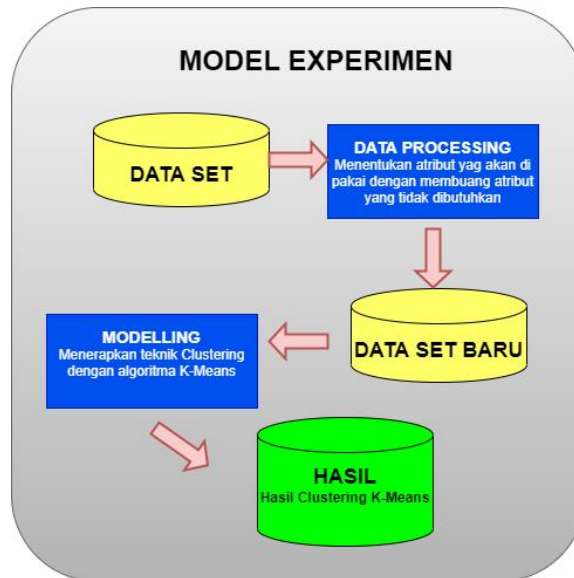 MODEL EXPERIMEN
DATA SET
DATA PROCESSING
Menentukan atribut yag akan di
pakai dengan membuang atribut
yang tidak dibutuhkan
DATA SET BARU
MODELLING
Menerapkan teknik Clustering
dengan algoritma K-Means
HASIL
Hasil Clustering K-Means